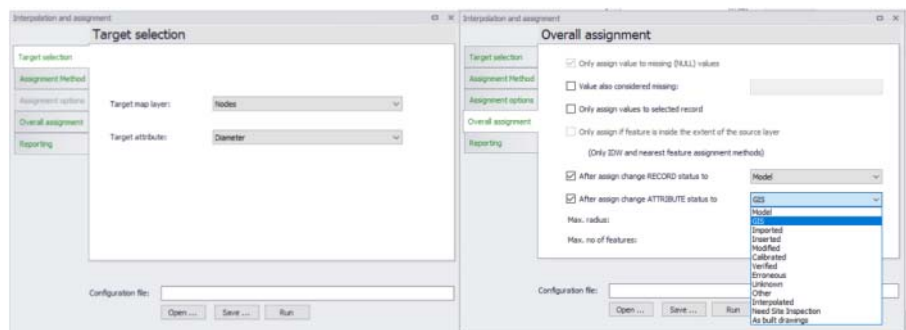 Interpolation and assignment
Target selection
Target selection
Assignment Method
Assignment options
Overall assignment
Reporting
Target map layer: Nodes
Target attribute: Diameter
Configuration file:
Open ... Save ... Run
Interpolation and assignment
Overall assignment
Target selection
Assignment Method
Assignment options
Overall assignment
Reporting
Only assign value to missing (NULL) values
Value also considered missing:
Only assign values to selected record
Only assign if feature is inside the extent of the source layer
(Only IDW and nearest feature assignment methods)
After assign change RECORD status to Model
After assign change ATTRIBUTE status to GIS
Max. radius:
Max. no of features:
Model
GIS
Imported
Inserted
Modified
Calibrated
Verified
Erroneous
Unknown
Other
Interpolated
Need Site Inspection
As built drawings
Configuration file:
Open ... Save ... Run